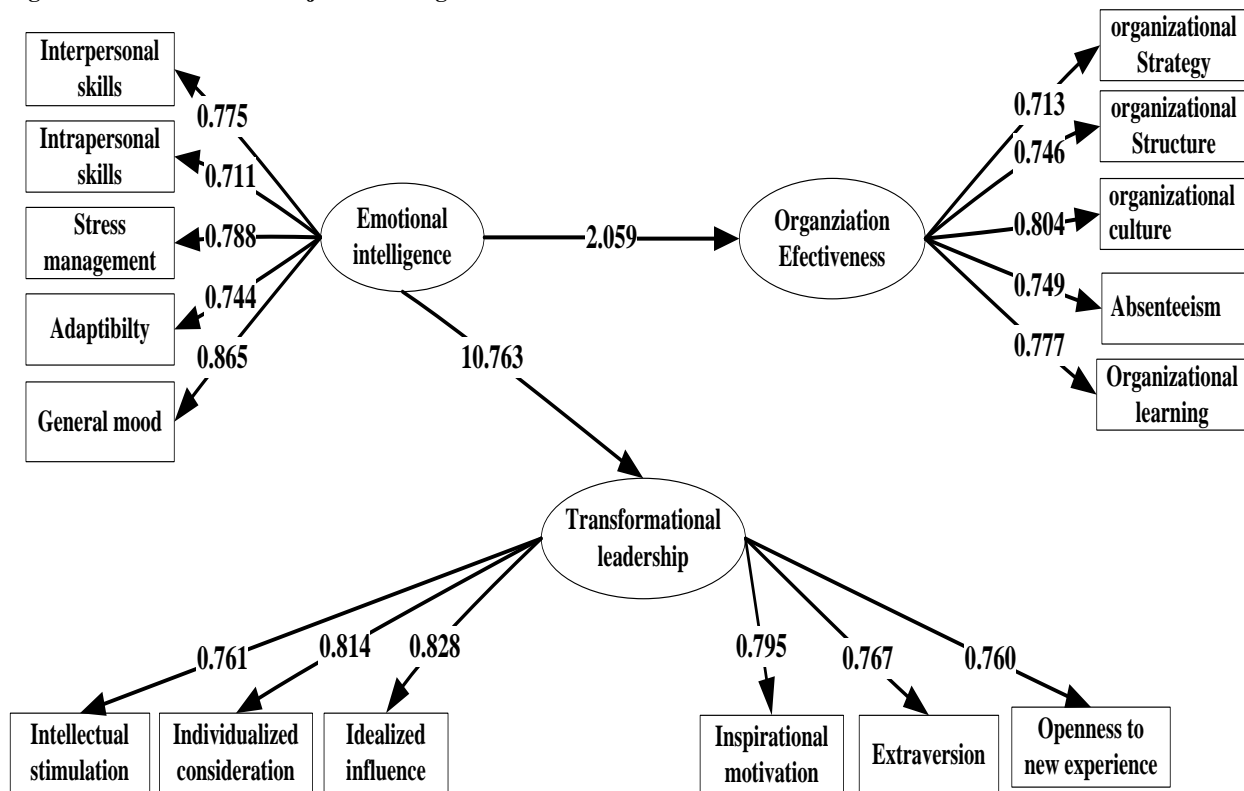 Interpersonal
skills
0.775
Intrapersonal
skills
0.711
Stress
management
0.788
Adaptibilty
0.744
General mood
0.865
Emotional
intelligence
2.059
10.763
Organziation
Efectiveness
organizational
Strategy
0.713
organizational
Structure
0.746
organizational
culture
0.804
Absenteeism
0.749
Organizational
learning
0.777
Transformational
leadership
0.761
0.814
0.828
0.795
0.767
0.760
Intellectual
stimulation
Individualized
consideration
Idealized
influence
Inspirational
motivation
Extraversion
Openness to
new experience